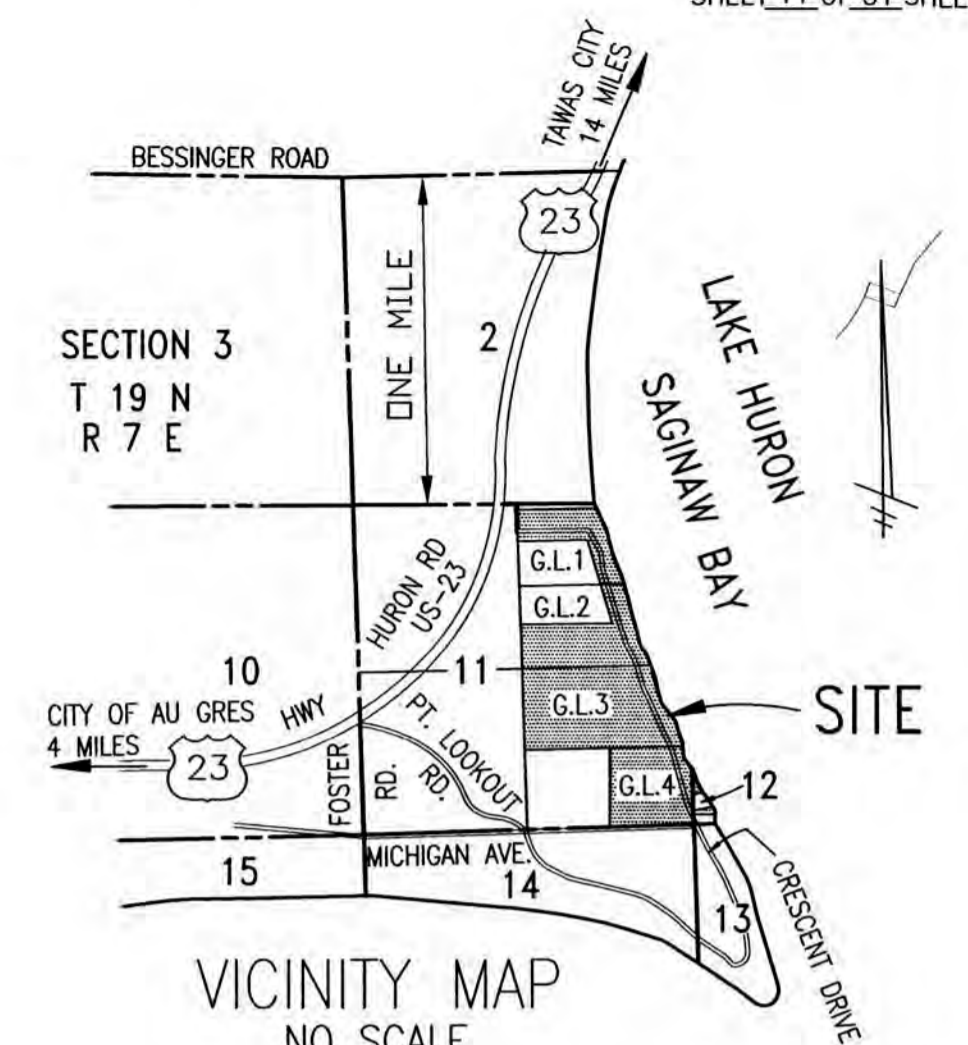 TAWAS CITY
14 MILES
BESSINGER ROAD
23
ONE MILE
2
SECTION 3
T 19 N
R 7 E
LAKE HURON
SAGINAW BAY
HURON RD
US-23
G.L.1
G.L.2
10
11
G.L.3
SITE
CITY OF AU GRES
4 MILES
HWY
23
FOSTER
RD.
PT. LOOKOUT
RD.
G.L.4
12
MICHIGAN AVE.
15
14
13
CRESCENT DRIVE
VICINITY MAP
NO SCALE